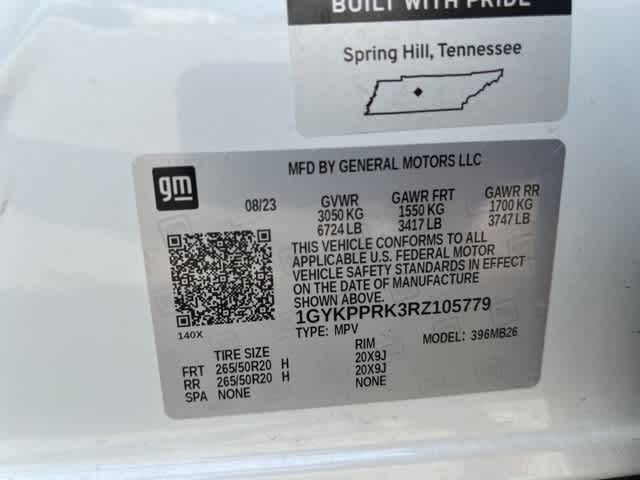 BUILT WITH PRIDE
Spring Hill, Tennessee
MFD BY GENERAL MOTORS LLC
gm
08/23
GVWR GAWR FRT GAWR RR
3050 KG 1550 KG 1700 KG
6724 LB 3417 LB 3747 LB
THIS VEHICLE CONFORMS TO ALL
APPLICABLE U.S. FEDERAL MOTOR
VEHICLE SAFETY STANDARDS IN EFFECT
ON THE DATE OF MANUFACTURE
SHOWN ABOVE.
1GYKPPRK3RZ105779
140X
TYPE: MPV MODEL: 396MB26
TIRE SIZE RIM
FRT 265/50R20 H 20X9J
RR 265/50R20 H 20X9J
SPA NONE NONE